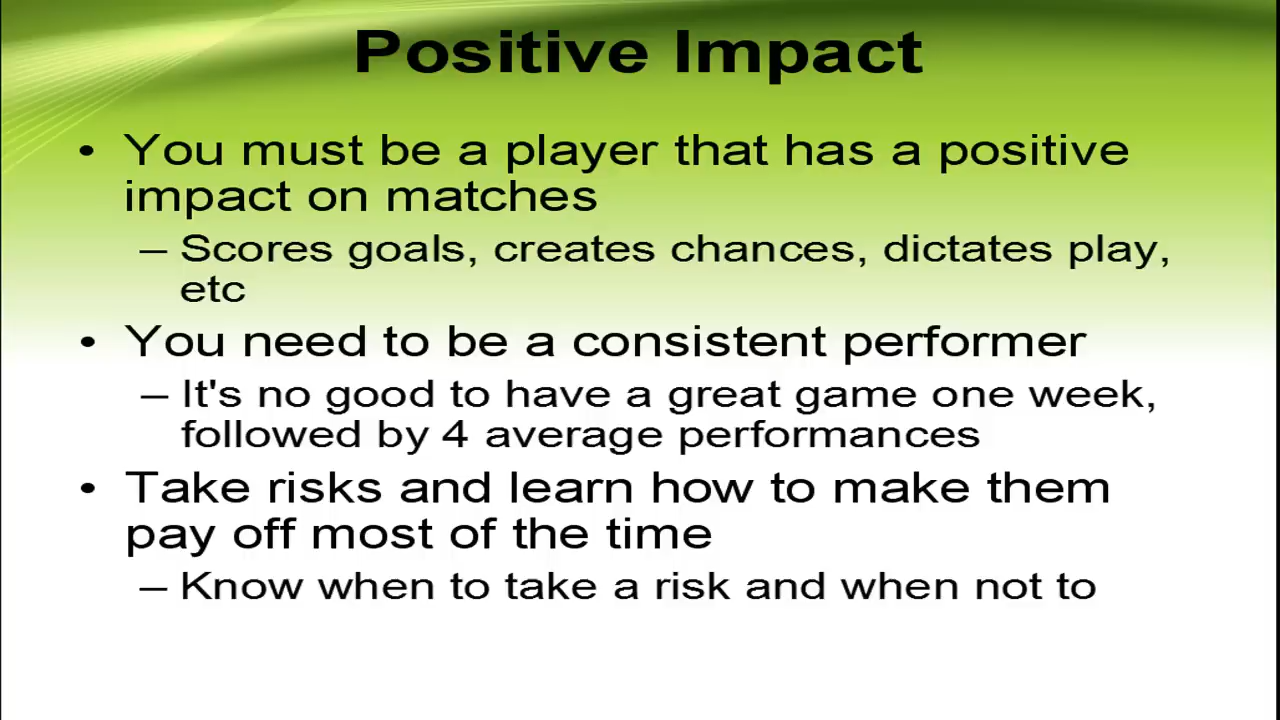 Positive Impact
• You must be a player that has a positive
impact on matches
– Scores goals, creates chances, dictates play,
etc
• You need to be a consistent performer
– It's no good to have a great game one week,
followed by 4 average performances
• Take risks and learn how to make them
pay off most of the time
– Know when to take a risk and when not to